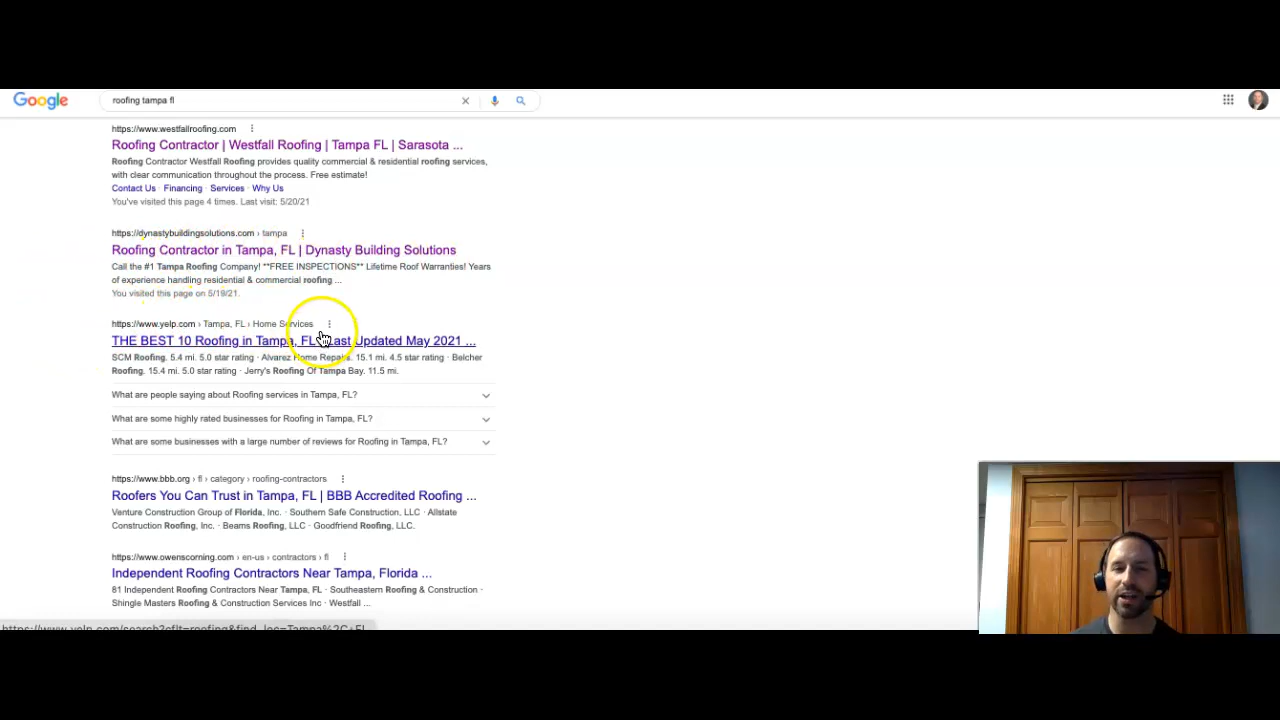 Google
roofing tampa fl
https://www.westfallroofing.com
Roofing Contractor | Westfall Roofing | Tampa FL | Sarasota ...
Roofing Contractor Westfall Roofing provides quality commercial & residential roofing services,
with clear communication throughout the process. Free estimate!
Contact Us · Financing · Services · Why Us
You've visited this page 4 times. Last visit: 5/20/21
https://dynastybuildingsolutions.com › tampa
Roofing Contractor in Tampa, FL | Dynasty Building Solutions
Call the #1 Tampa Roofing Company! **FREE INSPECTIONS** Lifetime Roof Warranties! Years
of experience handling residential & commercial roofing ...
You visited this page on 5/19/21.
https://www.yelp.com › Tampa, FL › Home Services
THE BEST 10 Roofing in Tampa, FL - Last Updated May 2021 ...
SCM Roofing. 5.4 mi. 5.0 star rating · Alvarez Home Repairs. 15.1 mi. 4.5 star rating · Belcher
Roofing. 15.4 mi. 5.0 star rating · Jerry's Roofing Of Tampa Bay. 11.5 mi.
What are people saying about Roofing services in Tampa, FL?
What are some highly rated businesses for Roofing in Tampa, FL?
What are some businesses with a large number of reviews for Roofing in Tampa, FL?
https://www.bbb.org › fl › category › roofing-contractors
Roofers You Can Trust in Tampa, FL | BBB Accredited Roofing ...
Venture Construction Group of Florida, Inc. · Southern Safe Construction, LLC · Allstate
Construction Roofing, Inc. · Beams Roofing, LLC · Goodfriend Roofing, LLC.
https://www.owenscorning.com › en-us › contractors › fl
Independent Roofing Contractors Near Tampa, Florida ...
81 Independent Roofing Contractors Near Tampa, FL · Southeastern Roofing & Construction ·
Shingle Masters Roofing & Construction Services Inc · Westfall ...
https://www.yelp.com/search?cflt=roofing&find_loc=Tampa%2C+FL